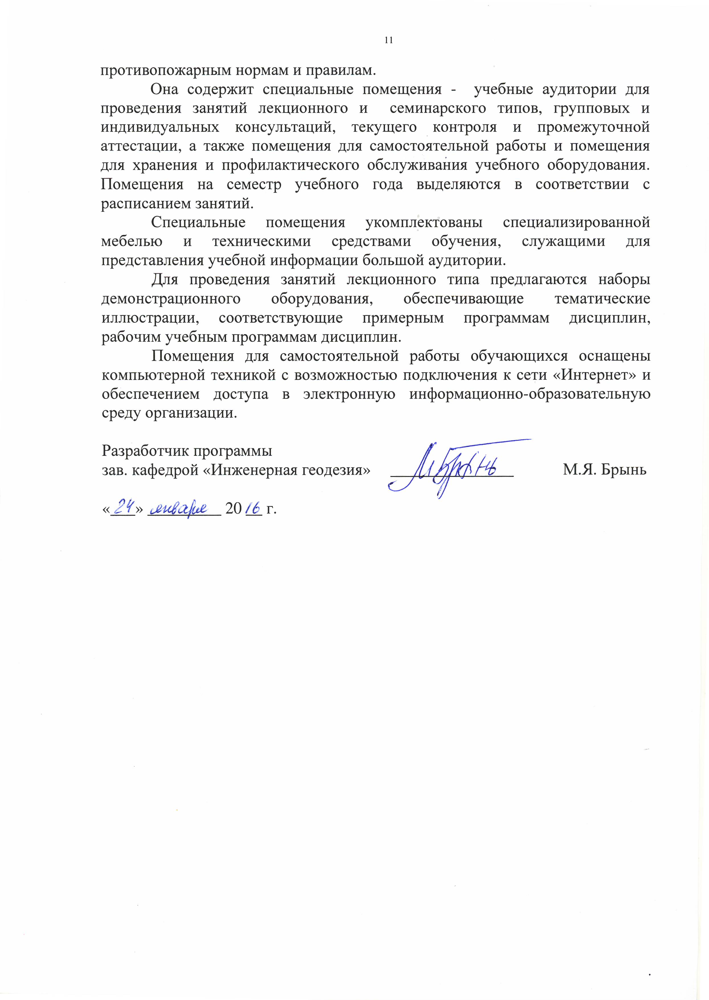 11
противопожарным нормам и правилам.
Она содержит специальные помещения - учебные аудитории для
проведения занятий лекционного и семинарского типов, групповых и
индивидуальных консультаций, текущего контроля и промежуточной
аттестации, а также помещения для самостоятельной работы и помещения
для хранения и профилактического обслуживания учебного оборудования.
Помещения на семестр учебного года выделяются в соответствии с
расписанием занятий.
Специальные помещения укомплектованы специализированной
мебелью и техническими средствами обучения, служащими для
представления учебной информации большой аудитории.
Для проведения занятий лекционного типа предлагаются наборы
демонстрационного оборудования, обеспечивающие тематические
иллюстрации, соответствующие примерным программам дисциплин,
рабочим учебным программам дисциплин.
Помещения для самостоятельной работы обучающихся оснащены
компьютерной техникой с возможностью подключения к сети «Интернет» и
обеспечением доступа в электронную информационно-образовательную
среду организации.
Разработчик программы
зав. кафедрой «Инженерная геодезия» МБрынь М.Я. Брынь
«24» января 2016 г.